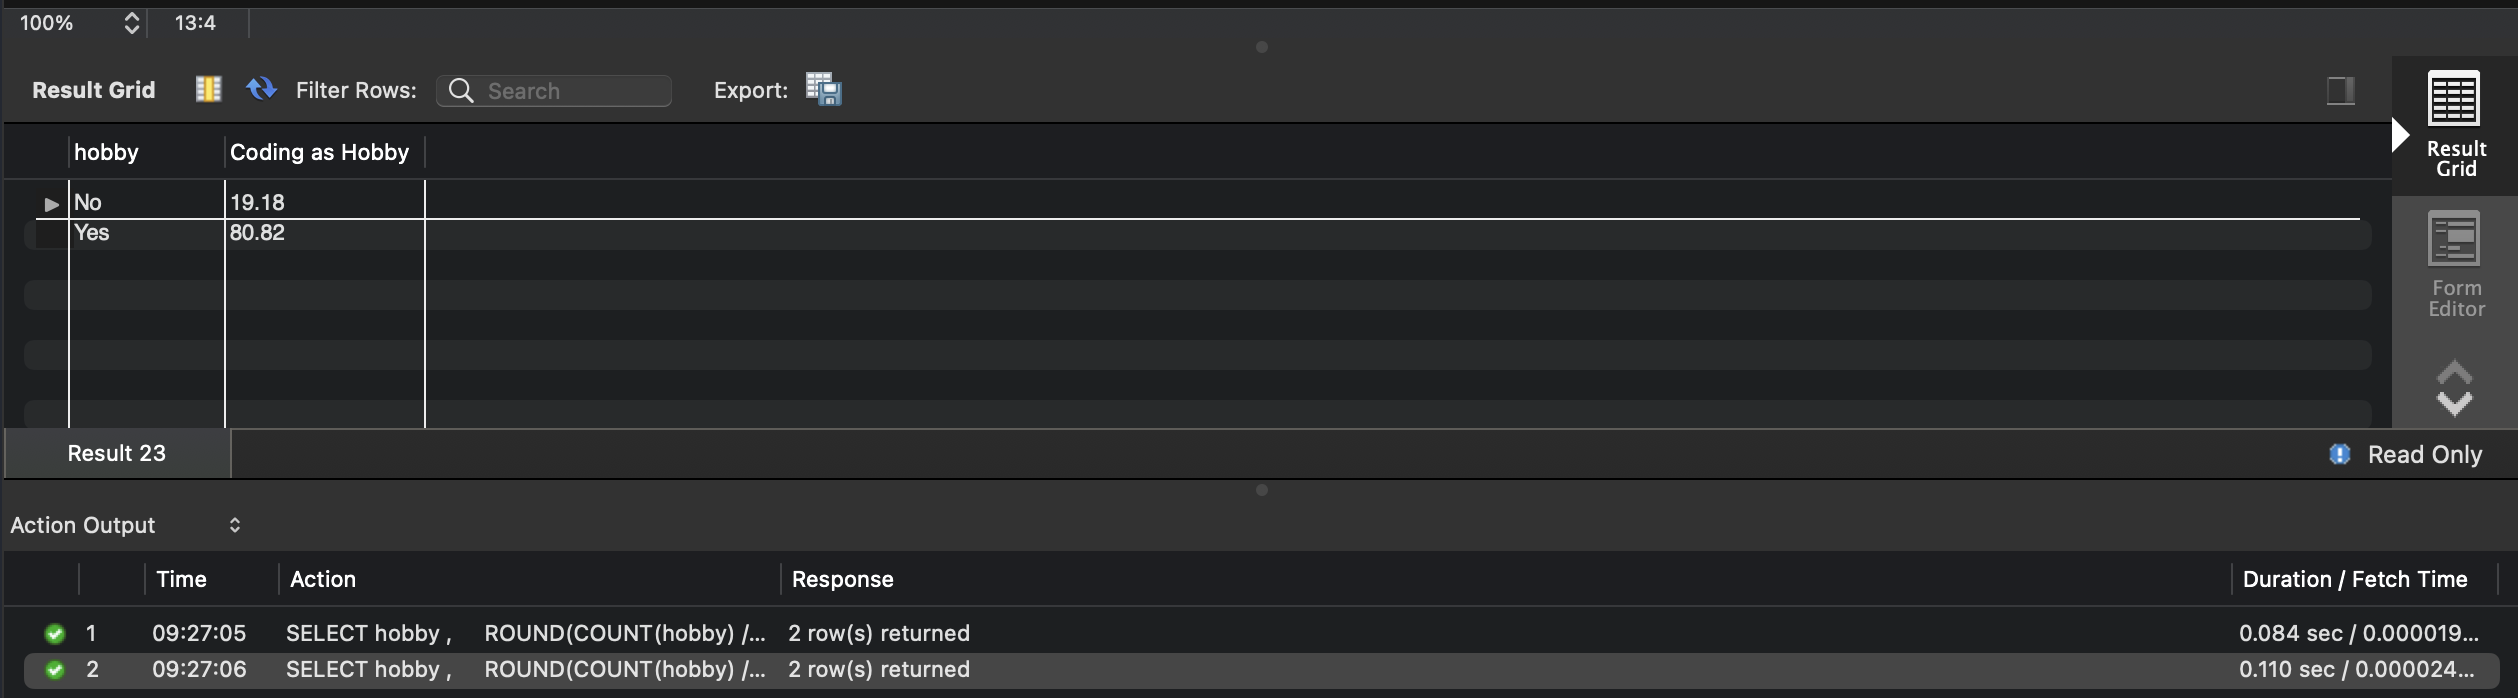 100% 13:4
Result Grid Filter Rows: Search Export:
hobby Coding as Hobby
No 19.18
Yes 80.82
Result
Grid
Form
Editor
Result 23 Read Only
Action Output
Time Action Response Duration / Fetch Time
1 09:27:05 SELECT hobby , ROUND(COUNT(hobby) /... 2 row(s) returned 0.084 sec / 0.000019...
2 09:27:06 SELECT hobby , ROUND(COUNT(hobby) /... 2 row(s) returned 0.110 sec / 0.000024...